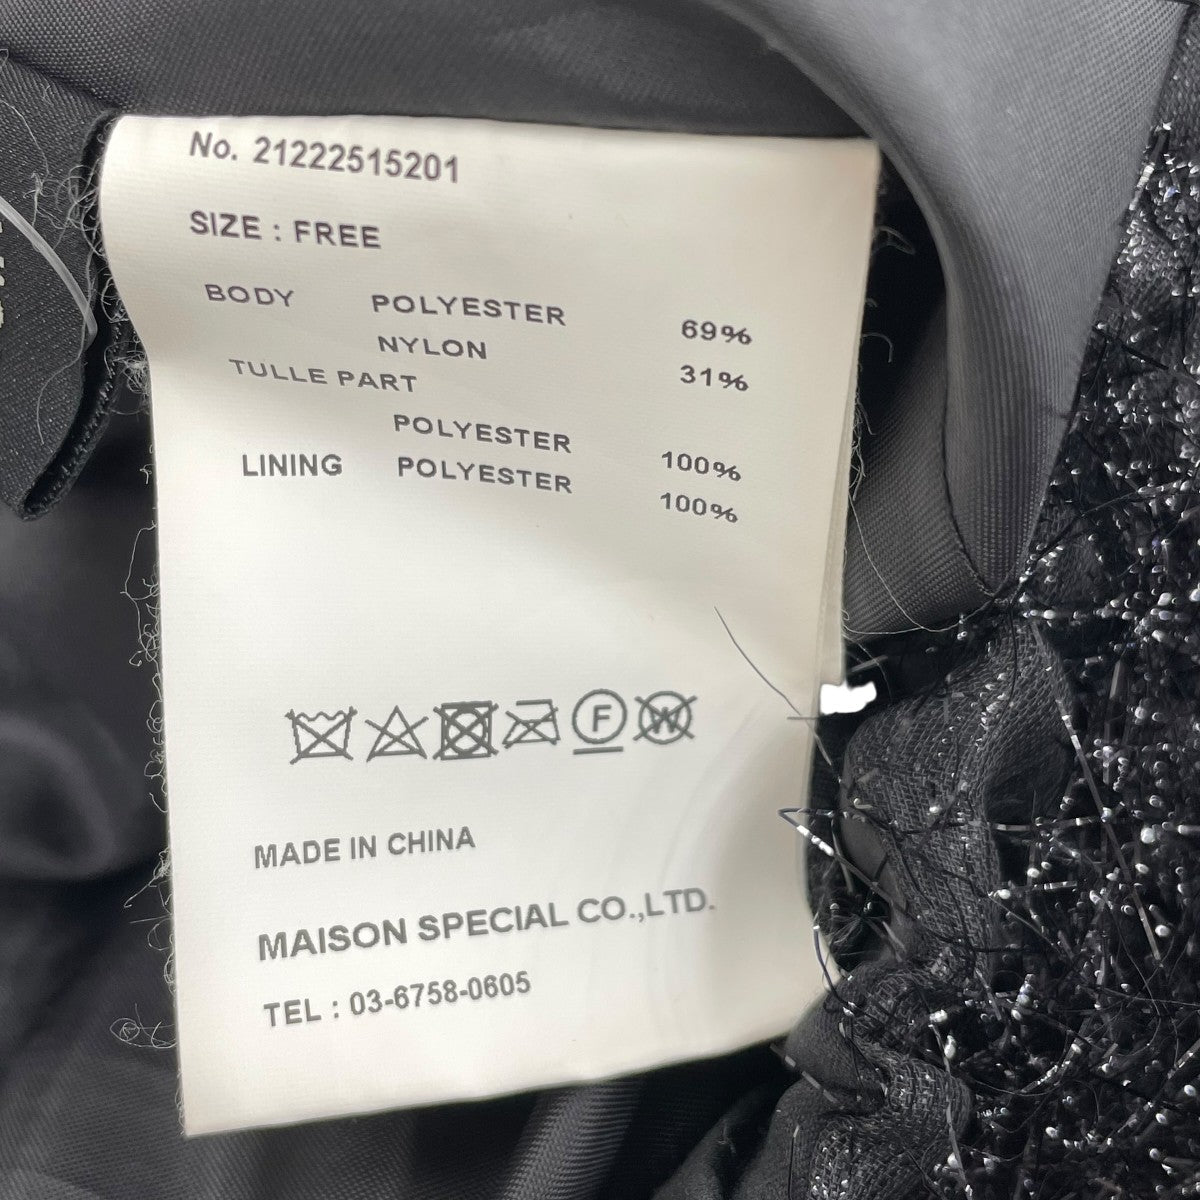 No. 21222515201
SIZE : FREE
BODY POLYESTER 69%
NYLON 31%
TULLE PART
POLYESTER 100%
LINING POLYESTER 100%
F W
MADE IN CHINA
MAISON SPECIAL CO.,LTD.
TEL : 03-6758-0605